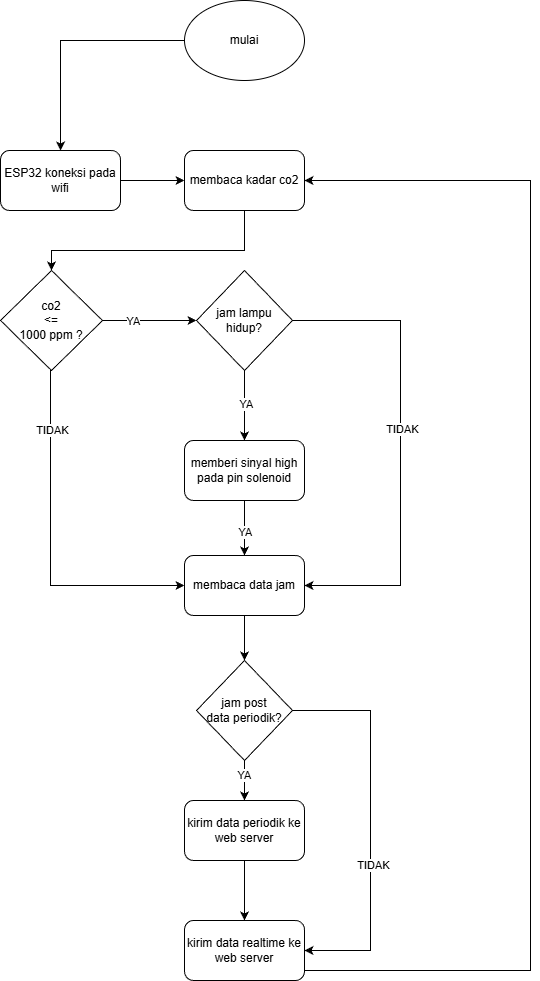 mulai
ESP32 koneksi pada
wifi
membaca kadar co2
co2
<=
1000 ppm ?
YA
jam lampu
hidup?
TIDAK
YA
TIDAK
memberi sinyal high
pada pin solenoid
YA
membaca data jam
jam post
data periodik?
YA
kirim data periodik ke
web server
TIDAK
kirim data realtime ke
web server